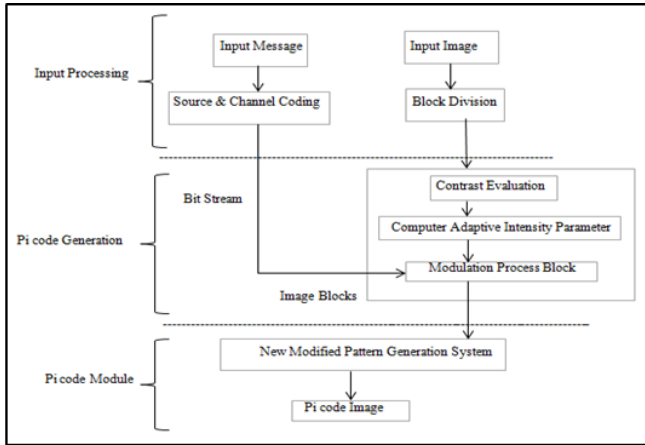 Input Message
Input Image
Input Processing
Source & Channel Coding
Block Division
Contrast Evaluation
Bit Stream
Computer Adaptive Intensity Parameter
Pi code Generation
Modulation Process Block
Image Blocks
New Modified Pattern Generation System
Pi code Module
Pi code Image